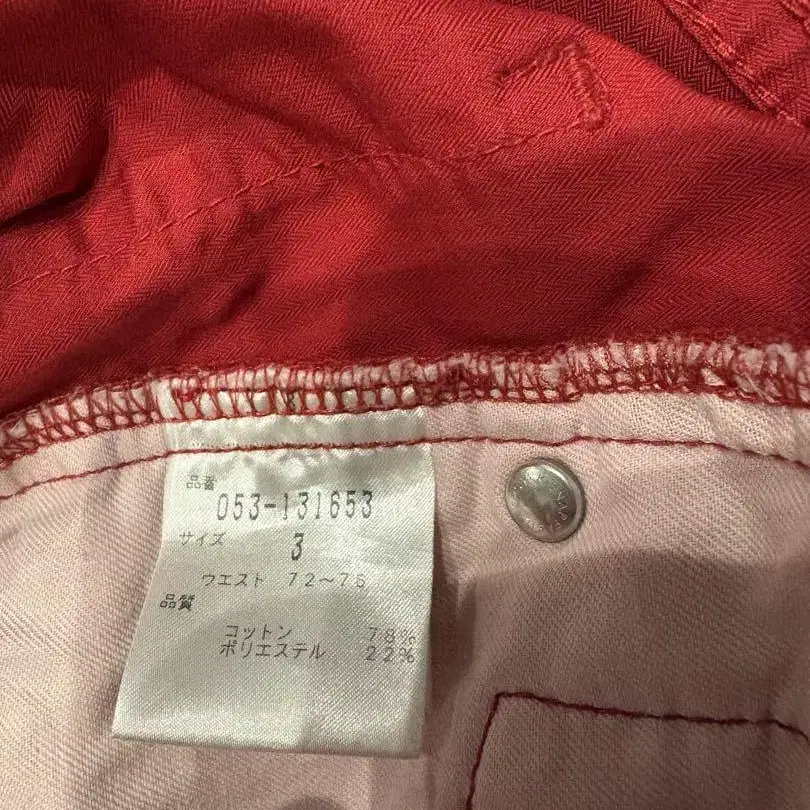 品番
053-131653
サイズ 3
ウエスト 72〜76
品質
コットン 78%
ポリエステル 22%